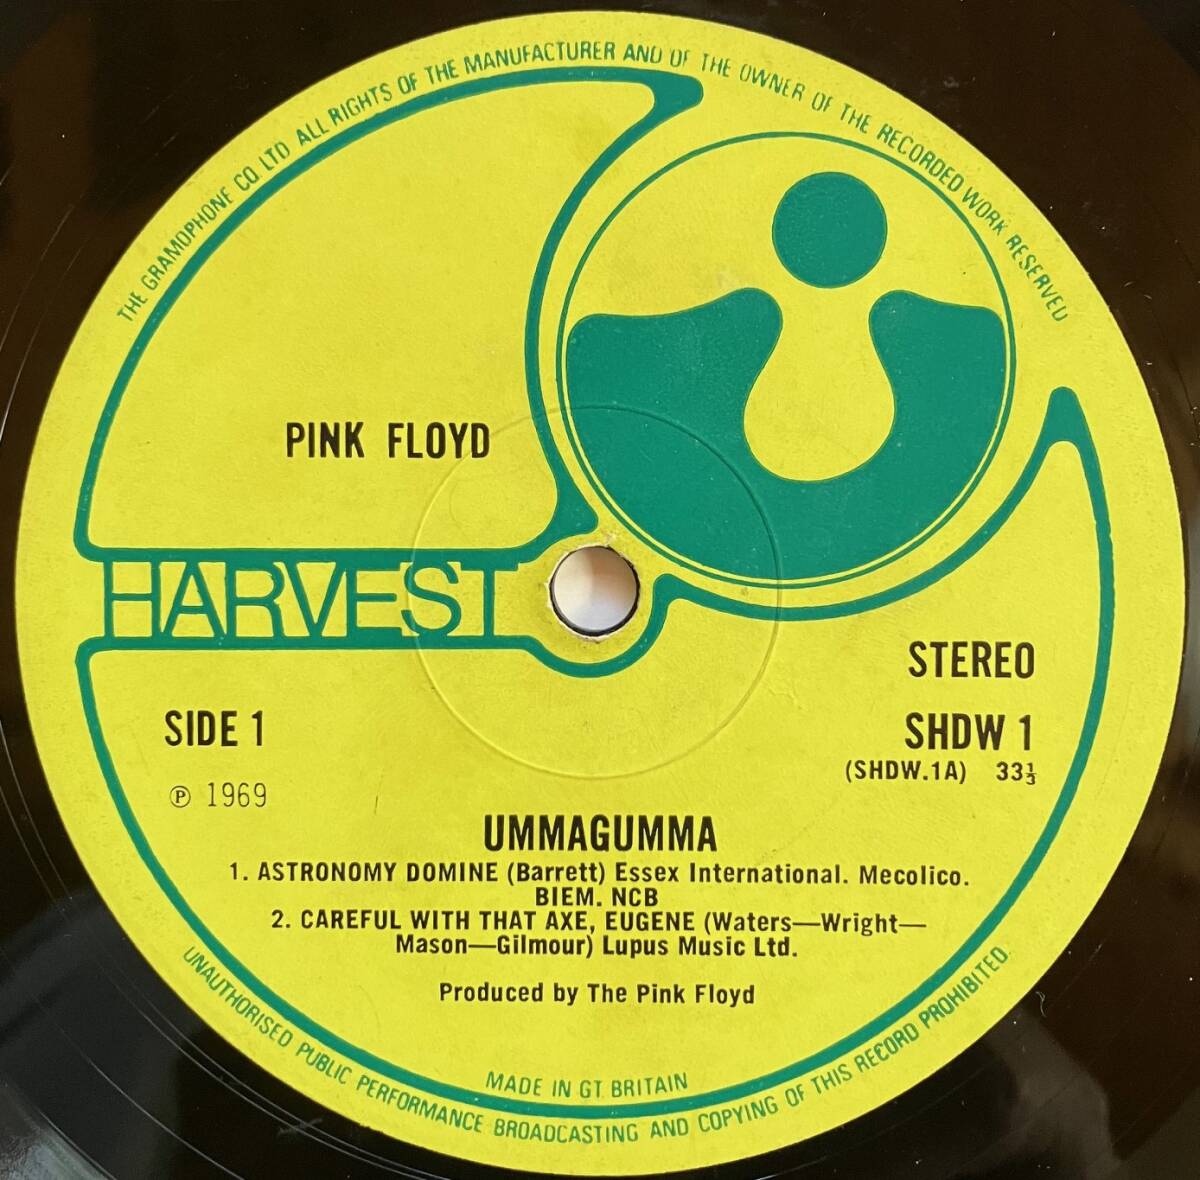 THE GRAMOPHONE CO LTD ALL RIGHTS OF THE MANUFACTURER AND OF THE OWNER OF THE RECORDED WORK RESERVED
PINK FLOYD
HARVEST
STEREO
SIDE 1
SHDW 1
(SHDW.1A) 33⅓
℗ 1969
UMMAGUMMA
1. ASTRONOMY DOMINE (Barrett) Essex International. Mecolico.
BIEM. NCB
2. CAREFUL WITH THAT AXE, EUGENE (Waters—Wright—
Mason—Gilmour) Lupus Music Ltd.
Produced by The Pink Floyd
MADE IN GT. BRITAIN
UNAUTHORISED PUBLIC PERFORMANCE BROADCASTING AND COPYING OF THIS RECORD PROHIBITED.